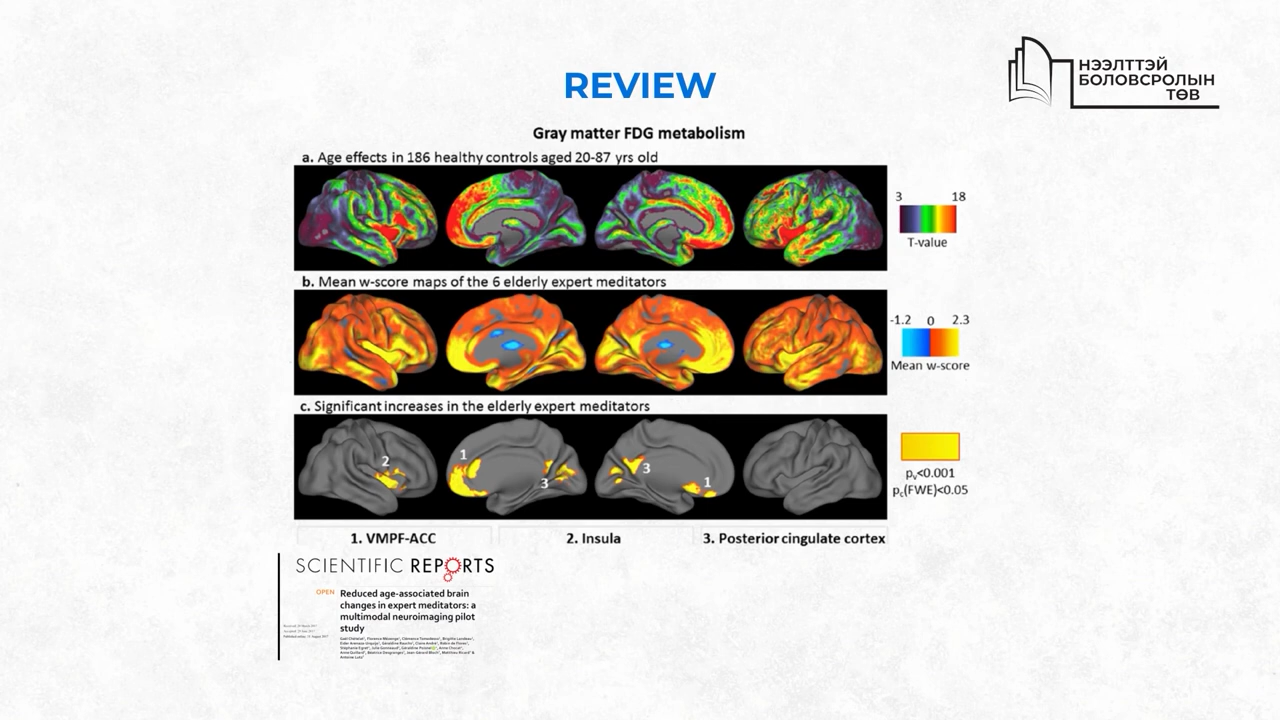 REVIEW
НЭЭЛТТЭЙ
БОЛОВСРОЛЫН
ТӨВ
Gray matter FDG metabolism
a. Age effects in 186 healthy controls aged 20-87 yrs old
3 18
T-value
b. Mean w-score maps of the 6 elderly expert meditators
-1.2 0 2.3
Mean w-score
c. Significant increases in the elderly expert meditators
2
1
3
3
1
pv<0.001
pc(FWE)<0.05
1. VMPF-ACC 2. Insula 3. Posterior cingulate cortex
SCIENTIFIC REPORTS
OPEN Reduced age-associated brain
changes in expert meditators: a
multimodal neuroimaging pilot
study